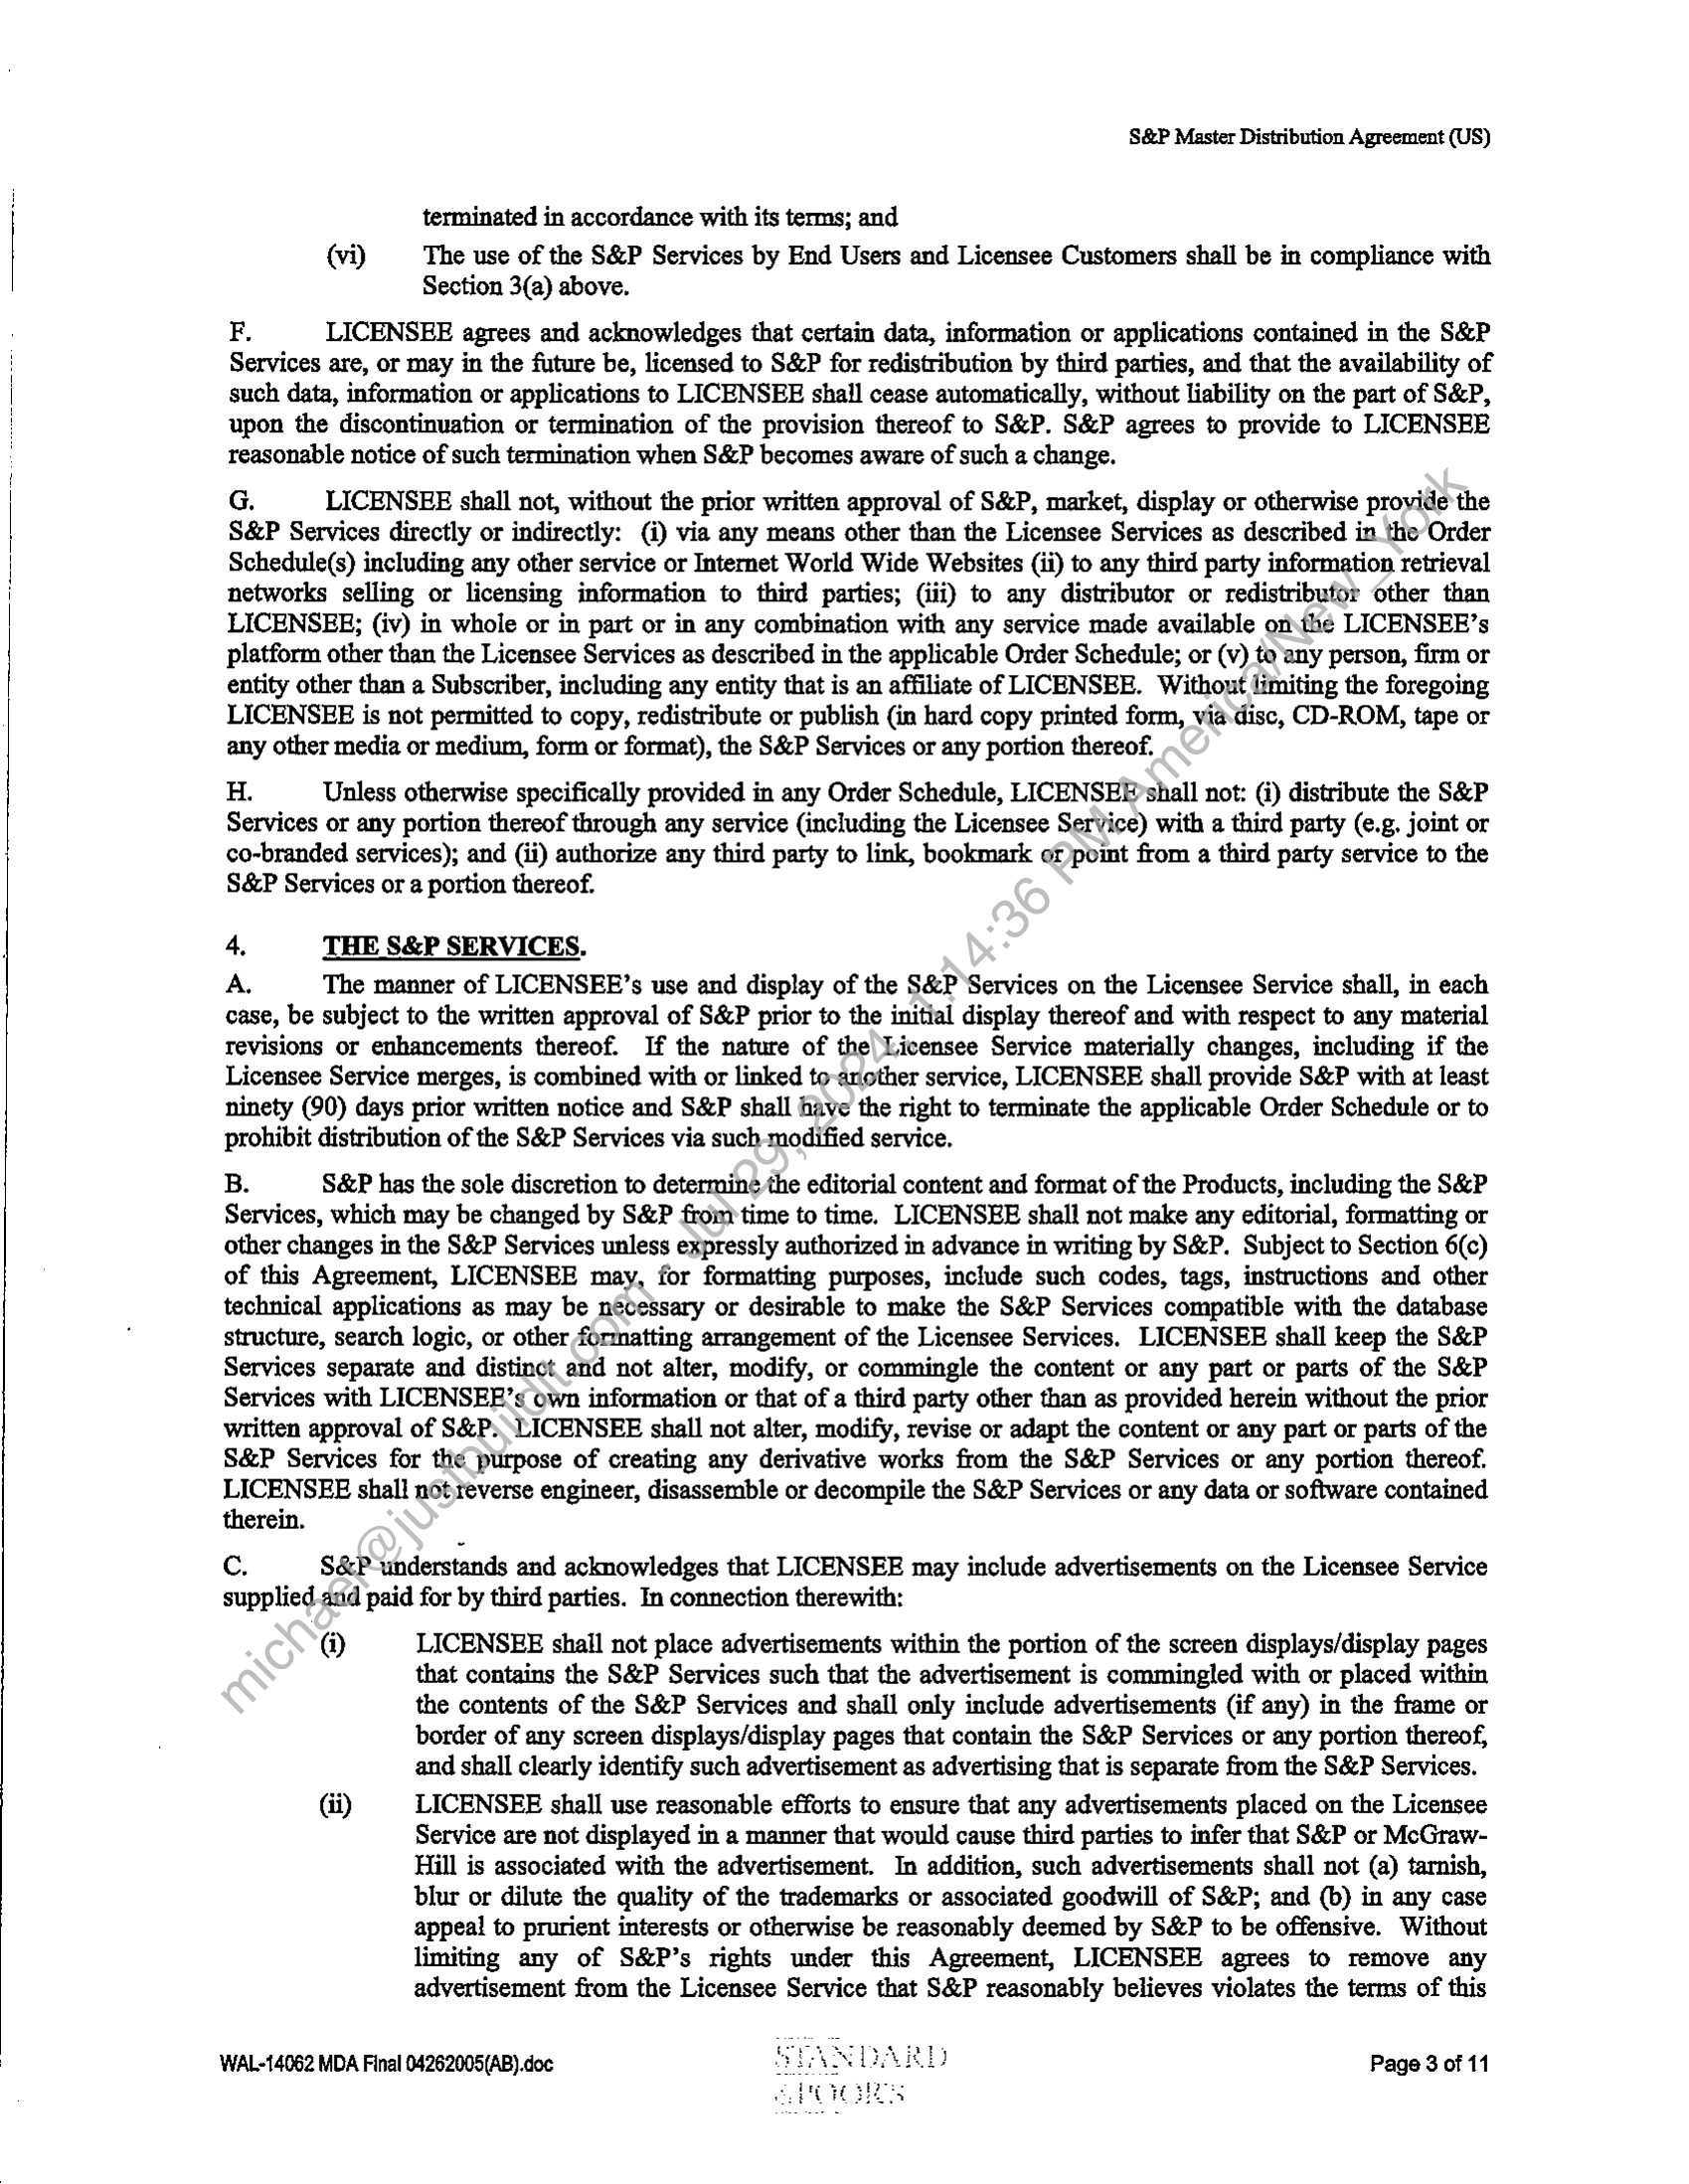 S&P Master Distribution Agreement (US)
terminated in accordance with its terms; and
(vi) The use of the S&P Services by End Users and Licensee Customers shall be in compliance with
Section 3(a) above.
F. LICENSEE agrees and acknowledges that certain data, information or applications contained in the S&P
Services are, or may in the future be, licensed to S&P for redistribution by third parties, and that the availability of
such data, information or applications to LICENSEE shall cease automatically, without liability on the part of S&P,
upon the discontinuation or termination of the provision thereof to S&P. S&P agrees to provide to LICENSEE
reasonable notice of such termination when S&P becomes aware of such a change.
G. LICENSEE shall not, without the prior written approval of S&P, market, display or otherwise provide the
S&P Services directly or indirectly: (i) via any means other than the Licensee Services as described in the Order
Schedule(s) including any other service or Internet World Wide Websites (ii) to any third party information retrieval
networks selling or licensing information to third parties; (iii) to any distributor or redistributor other than
LICENSEE; (iv) in whole or in part or in any combination with any service made available on the LICENSEE's
platform other than the Licensee Services as described in the applicable Order Schedule; or (v) to any person, firm or
entity other than a Subscriber, including any entity that is an affiliate of LICENSEE. Without limiting the foregoing
LICENSEE is not permitted to copy, redistribute or publish (in hard copy printed form, via disc, CD-ROM, tape or
any other media or medium, form or format), the S&P Services or any portion thereof.
H. Unless otherwise specifically provided in any Order Schedule, LICENSEE shall not: (i) distribute the S&P
Services or any portion thereof through any service (including the Licensee Service) with a third party (e.g. joint or
co-branded services); and (ii) authorize any third party to link, bookmark or point from a third party service to the
S&P Services or a portion thereof.
4. THE S&P SERVICES.
A. The manner of LICENSEE's use and display of the S&P Services on the Licensee Service shall, in each
case, be subject to the written approval of S&P prior to the initial display thereof and with respect to any material
revisions or enhancements thereof. If the nature of the Licensee Service materially changes, including if the
Licensee Service merges, is combined with or linked to another service, LICENSEE shall provide S&P with at least
ninety (90) days prior written notice and S&P shall have the right to terminate the applicable Order Schedule or to
prohibit distribution of the S&P Services via such modified service.
B. S&P has the sole discretion to determine the editorial content and format of the Products, including the S&P
Services, which may be changed by S&P from time to time. LICENSEE shall not make any editorial, formatting or
other changes in the S&P Services unless expressly authorized in advance in writing by S&P. Subject to Section 6(c)
of this Agreement, LICENSEE may, for formatting purposes, include such codes, tags, instructions and other
technical applications as may be necessary or desirable to make the S&P Services compatible with the database
structure, search logic, or other formatting arrangement of the Licensee Services. LICENSEE shall keep the S&P
Services separate and distinct and not alter, modify, or commingle the content or any part or parts of the S&P
Services with LICENSEE's own information or that of a third party other than as provided herein without the prior
written approval of S&P. LICENSEE shall not alter, modify, revise or adapt the content or any part or parts of the
S&P Services for the purpose of creating any derivative works from the S&P Services or any portion thereof.
LICENSEE shall not reverse engineer, disassemble or decompile the S&P Services or any data or software contained
therein.
C. S&P understands and acknowledges that LICENSEE may include advertisements on the Licensee Service
supplied and paid for by third parties. In connection therewith:
(i) LICENSEE shall not place advertisements within the portion of the screen displays/display pages
that contains the S&P Services such that the advertisement is commingled with or placed within
the contents of the S&P Services and shall only include advertisements (if any) in the frame or
border of any screen displays/display pages that contain the S&P Services or any portion thereof,
and shall clearly identify such advertisement as advertising that is separate from the S&P Services.
(ii) LICENSEE shall use reasonable efforts to ensure that any advertisements placed on the Licensee
Service are not displayed in a manner that would cause third parties to infer that S&P or McGraw-
Hill is associated with the advertisement. In addition, such advertisements shall not (a) tarnish,
blur or dilute the quality of the trademarks or associated goodwill of S&P; and (b) in any case
appeal to prurient interests or otherwise be reasonably deemed by S&P to be offensive. Without
limiting any of S&P's rights under this Agreement, LICENSEE agrees to remove any
advertisement from the Licensee Service that S&P reasonably believes violates the terms of this
WAL-14062 MDA Final 04262005(AB).doc
STANDARD
&POOR'S
Page 3 of 11
michael@justbuildit.com - Jul 29, 2024, 1:14:36 PM America/New_York